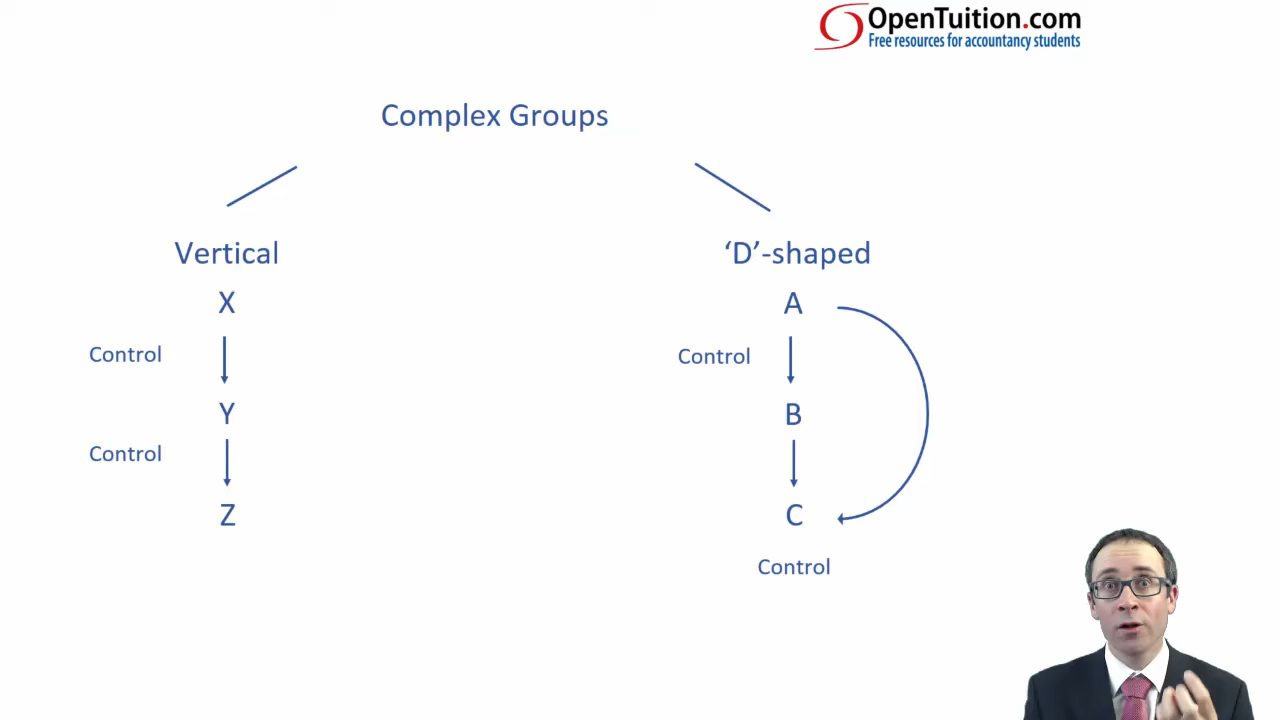 OpenTuition.com
Free resources for accountancy students
Complex Groups
Vertical
X
Control
Y
Control
Z
‘D’-shaped
A
Control
B
C
Control